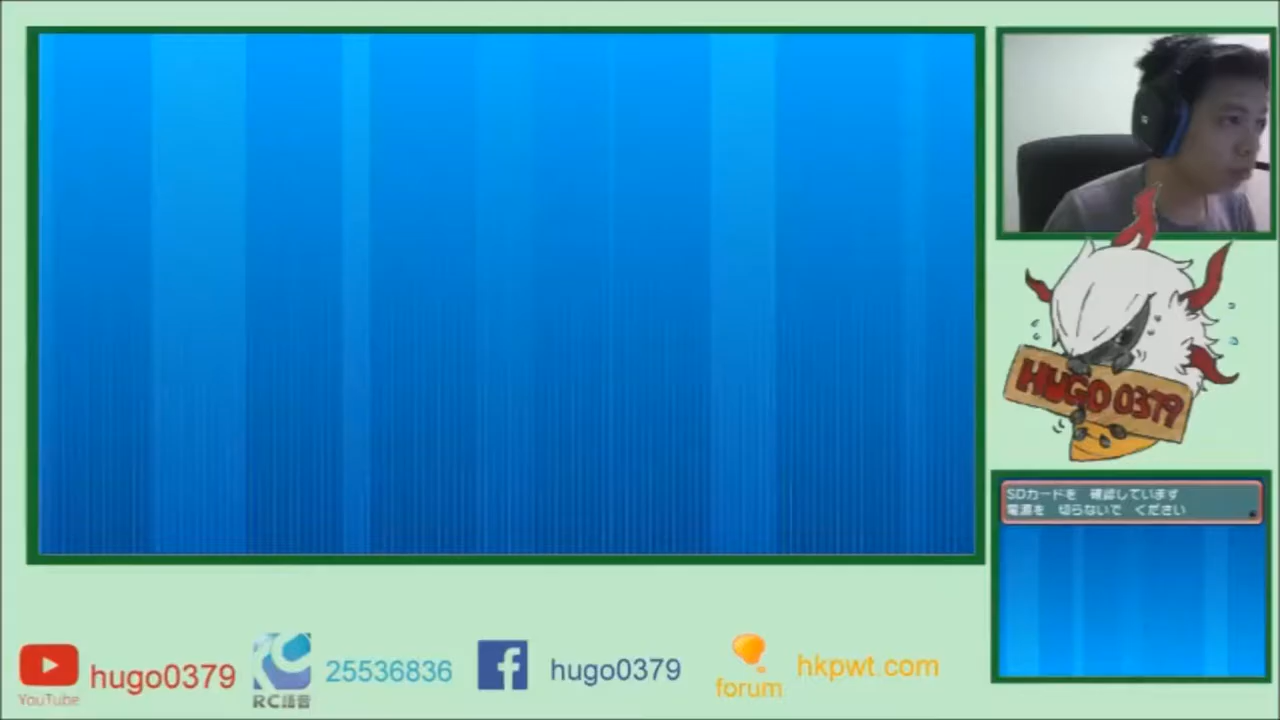 HUGO 0379
SDカードを 確認しています
電源を 切らないで ください
YouTube
hugo0379
RC語音
25536836
hugo0379
forum
hkpwt.com